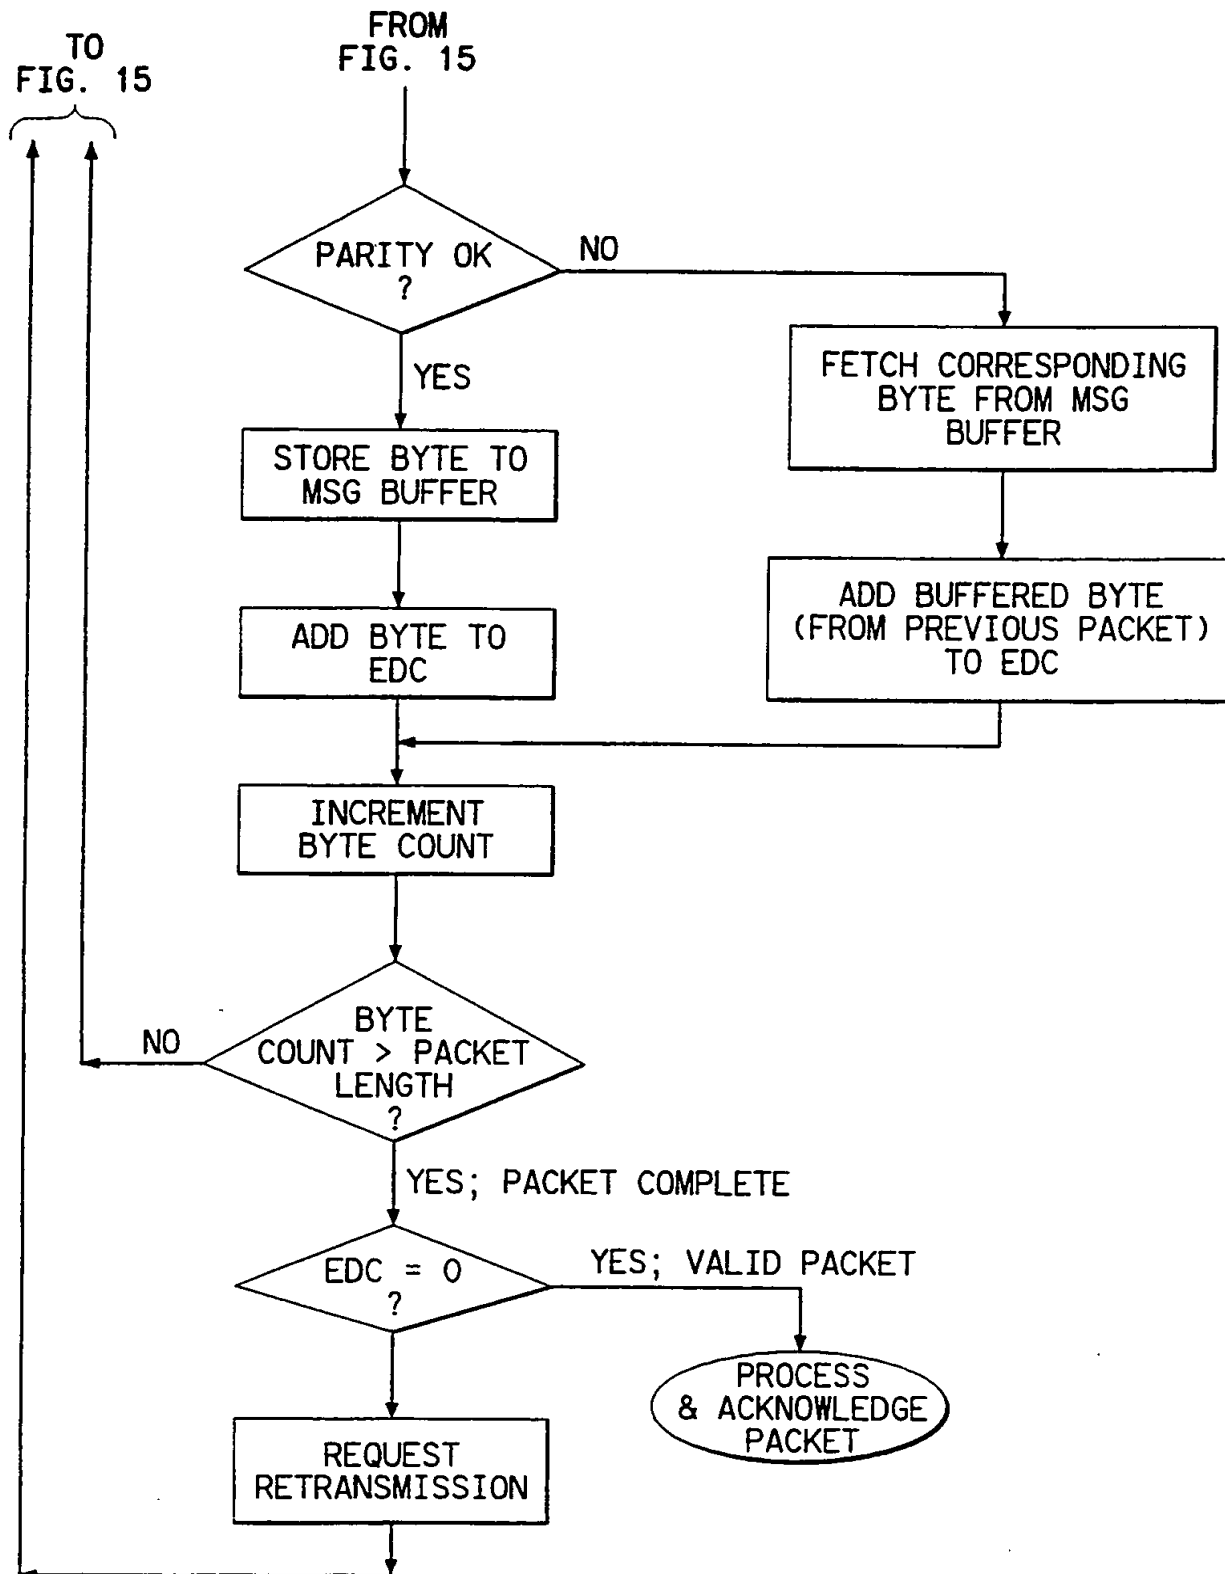 TO
FIG. 15
FROM
FIG. 15
PARITY OK
?
NO
YES
FETCH CORRESPONDING
BYTE FROM MSG
BUFFER
STORE BYTE TO
MSG BUFFER
ADD BUFFERED BYTE
(FROM PREVIOUS PACKET)
TO EDC
ADD BYTE TO
EDC
INCREMENT
BYTE COUNT
BYTE
COUNT > PACKET
LENGTH
?
NO
YES; PACKET COMPLETE
EDC = 0
?
YES; VALID PACKET
PROCESS
& ACKNOWLEDGE
PACKET
REQUEST
RETRANSMISSION